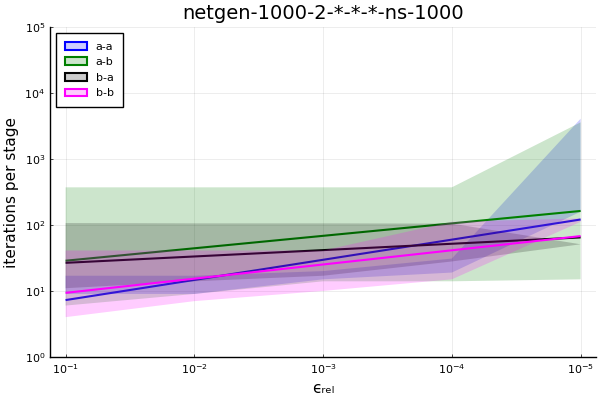 netgen-1000-2-*-*-*-ns-1000
iterations per stage
10⁵
10⁴
10³
10²
10¹
10⁰
a-a
a-b
b-a
b-b
10⁻¹
10⁻²
10⁻³
10⁻⁴
10⁻⁵
ϵᵣₑₗ